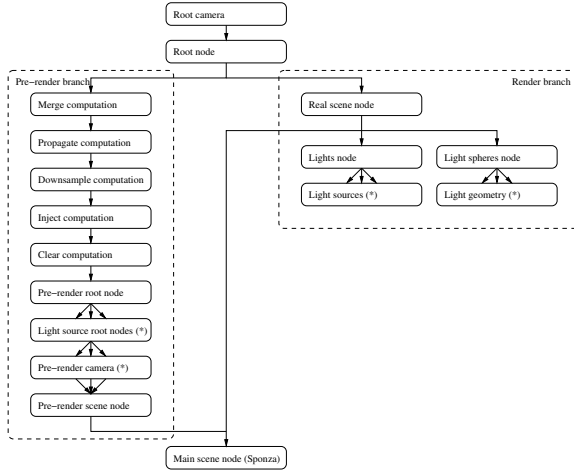 Root camera
Root node
Pre−render branch
Render branch
Merge computation
Real scene node
Propagate computation
Lights node
Light spheres node
Downsample computation
Light sources (*)
Light geometry (*)
Inject computation
Clear computation
Pre−render root node
Light source root nodes (*)
Pre−render camera (*)
Pre−render scene node
Main scene node (Sponza)